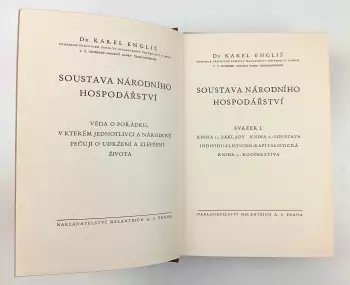 Dr KAREL ENGLIŠ
SOUSTAVA NÁRODNÍHO
HOSPODÁŘSTVÍ
VĚDA O POŘÁDKU,
V KTERÉM JEDNOTLIVCI A NÁRODOVÉ
PEČUJÍ O UDRŽENÍ A ZLEPŠENÍ
ŽIVOTA
NAKLADATELSTVÍ MELANTRICH A. S. PRAHA
Dr KAREL ENGLIŠ
SOUSTAVA NÁRODNÍHO
HOSPODÁŘSTVÍ
SVAZEK I.
KNIHA 1.: ZÁKLADY KNIHA 2.: SOUSTAVA
INDIVIDUALISTICKO-KAPITALISTICKÁ
KNIHA 3.: KOOPERATIVA
NAKLADATELSTVÍ MELANTRICH A. S. PRAHA